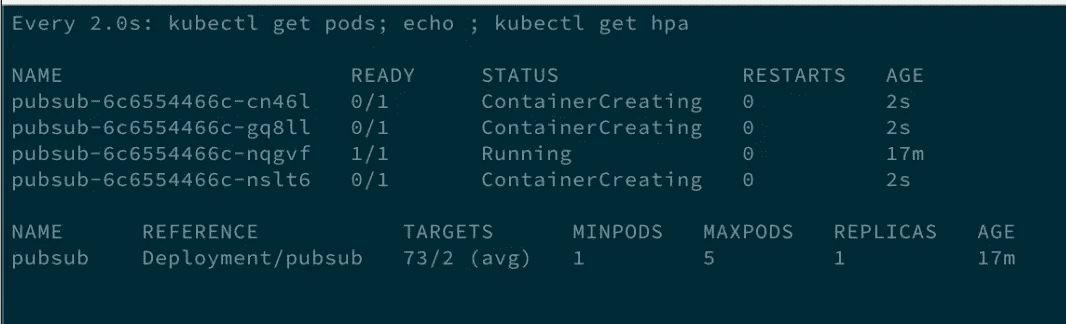 Every 2.0s: kubectl get pods; echo ; kubectl get hpa
NAME READY STATUS RESTARTS AGE
pubsub-6c6554466c-cn46l 0/1 ContainerCreating 0 2s
pubsub-6c6554466c-gq8ll 0/1 ContainerCreating 0 2s
pubsub-6c6554466c-nqgvf 1/1 Running 0 17m
pubsub-6c6554466c-nslt6 0/1 ContainerCreating 0 2s
NAME REFERENCE TARGETS MINPODS MAXPODS REPLICAS AGE
pubsub Deployment/pubsub 73/2 (avg) 1 5 1 17m